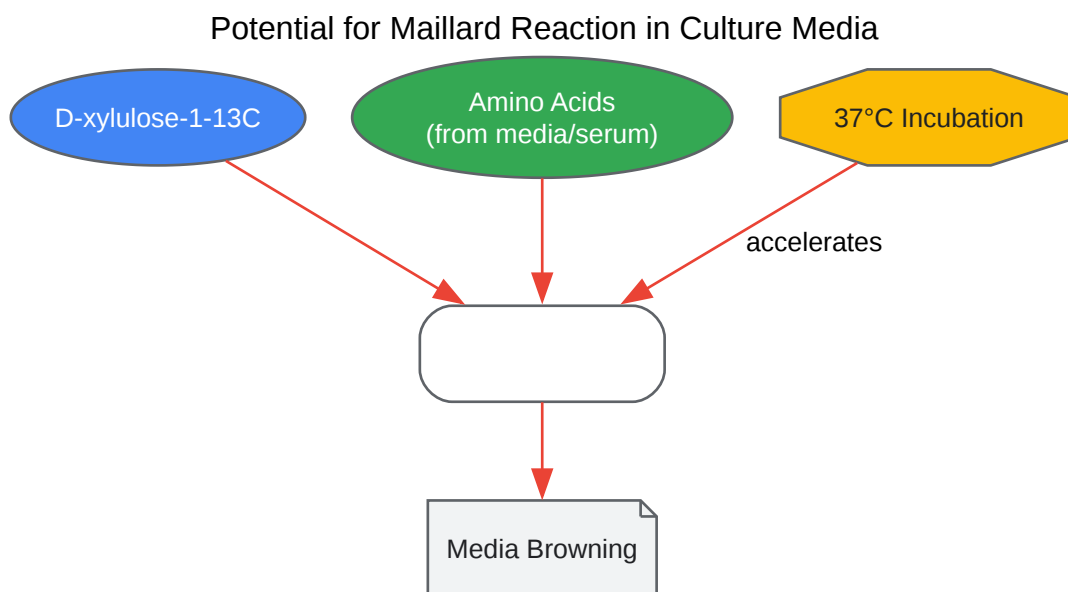 Potential for Maillard Reaction in Culture Media
D-xylulose-1-13C
Amino Acids
(from media/serum)
37°C Incubation
accelerates
Media Browning